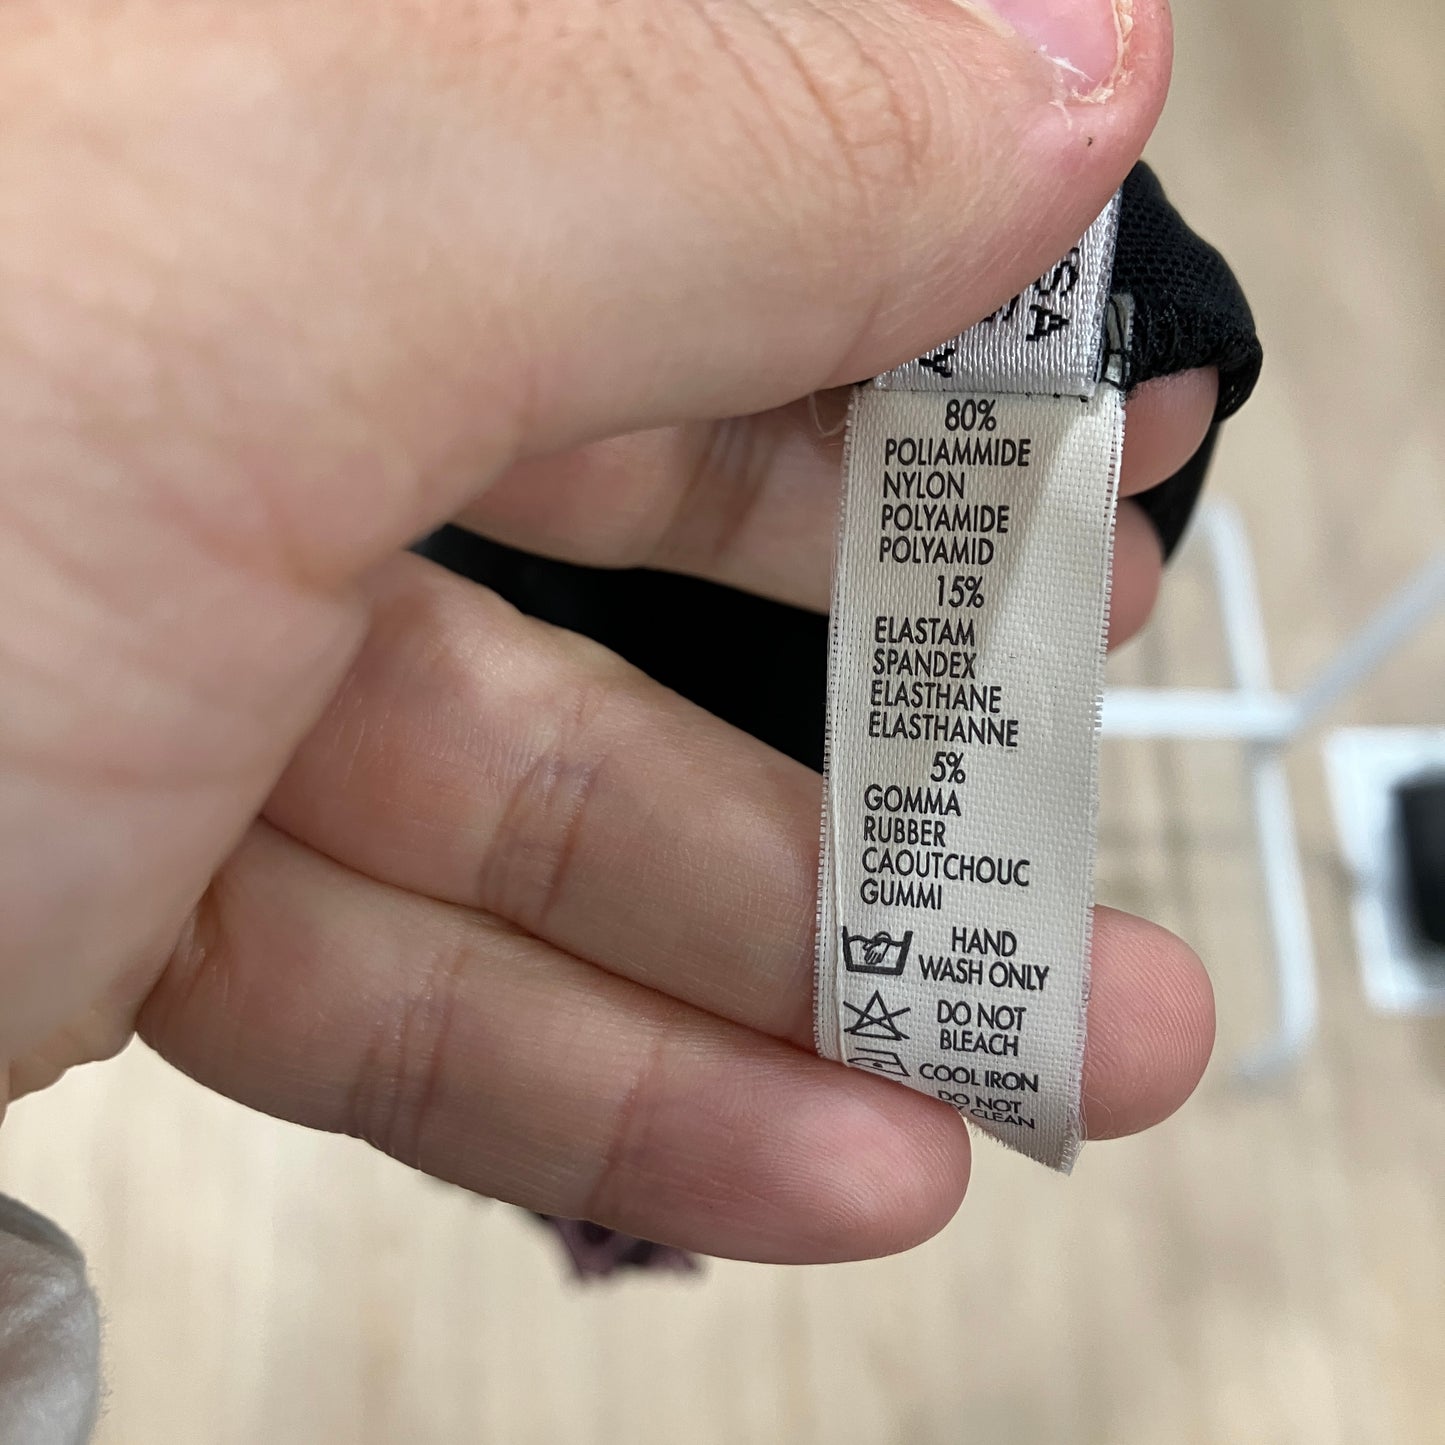 80%
POLIAMMIDE
NYLON
POLYAMIDE
POLYAMID
15%
ELASTAM
SPANDEX
ELASTHANE
ELASTHANNE
5%
GOMMA
RUBBER
CAOUTCHOUC
GUMMI
HAND
WASH ONLY
DO NOT
BLEACH
COOL IRON
DO NOT
CLEAN